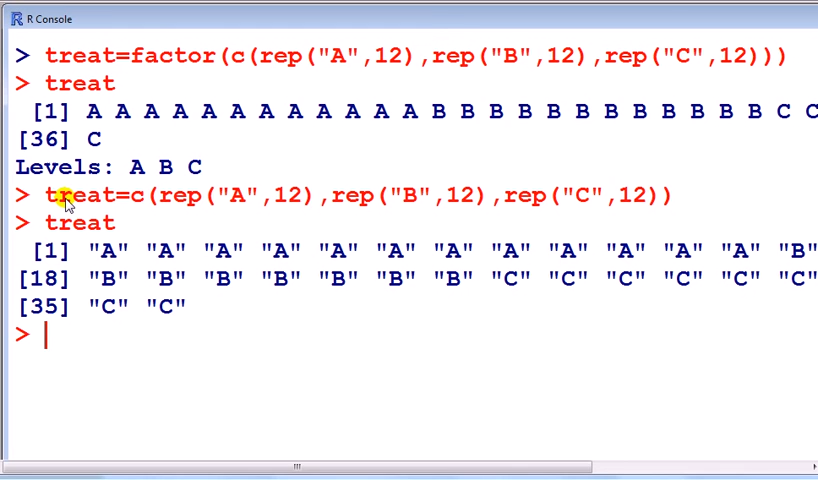 R Console
> treat=factor(c(rep("A",12),rep("B",12),rep("C",12)))
> treat
[1] A A A A A A A A A A A A B B B B B B B B B B B B C C
[36] C
Levels: A B C
> treat=c(rep("A",12),rep("B",12),rep("C",12))
> treat
[1] "A" "A" "A" "A" "A" "A" "A" "A" "A" "A" "A" "A" "B"
[18] "B" "B" "B" "B" "B" "B" "B" "C" "C" "C" "C" "C" "C"
[35] "C" "C"
>